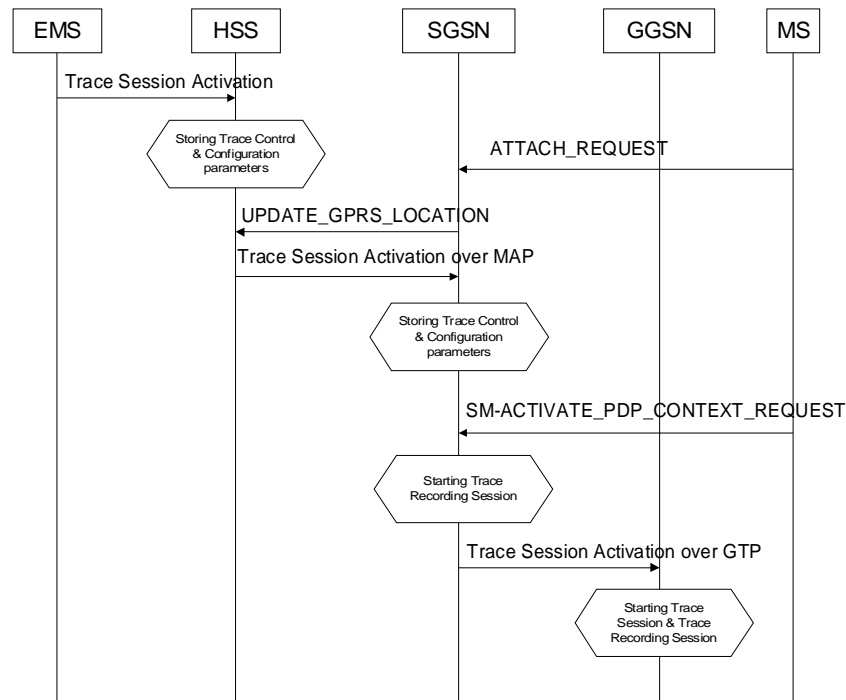 EMS
HSS
SGSN
GGSN
MS
Trace Session Activation
Storing Trace Control
& Configuration
parameters
ATTACH_REQUEST
UPDATE_GPRS_LOCATION
Trace Session Activation over MAP
Storing Trace Control
& Configuration
parameters
SM-ACTIVATE_PDP_CONTEXT_REQUEST
Starting Trace
Recording Session
Trace Session Activation over GTP
Starting Trace
Session & Trace
Recording Session